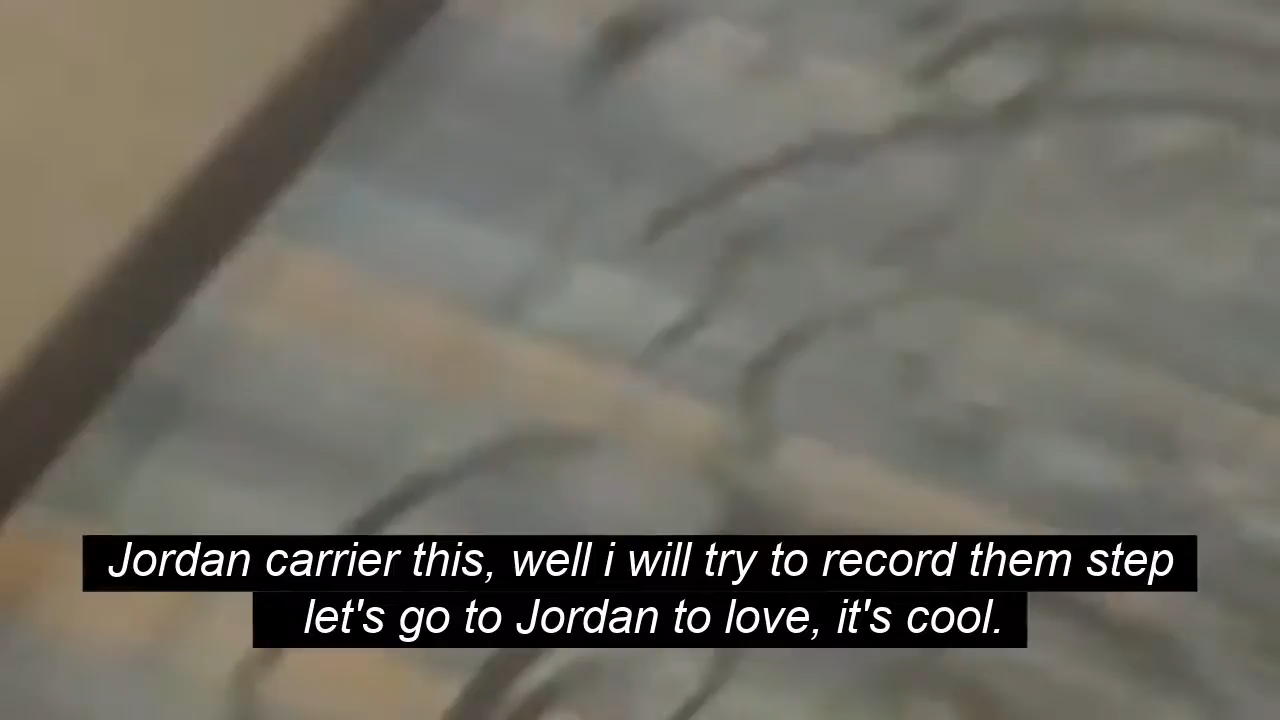 Jordan carrier this, well i will try to record them step
let's go to Jordan to love, it's cool.